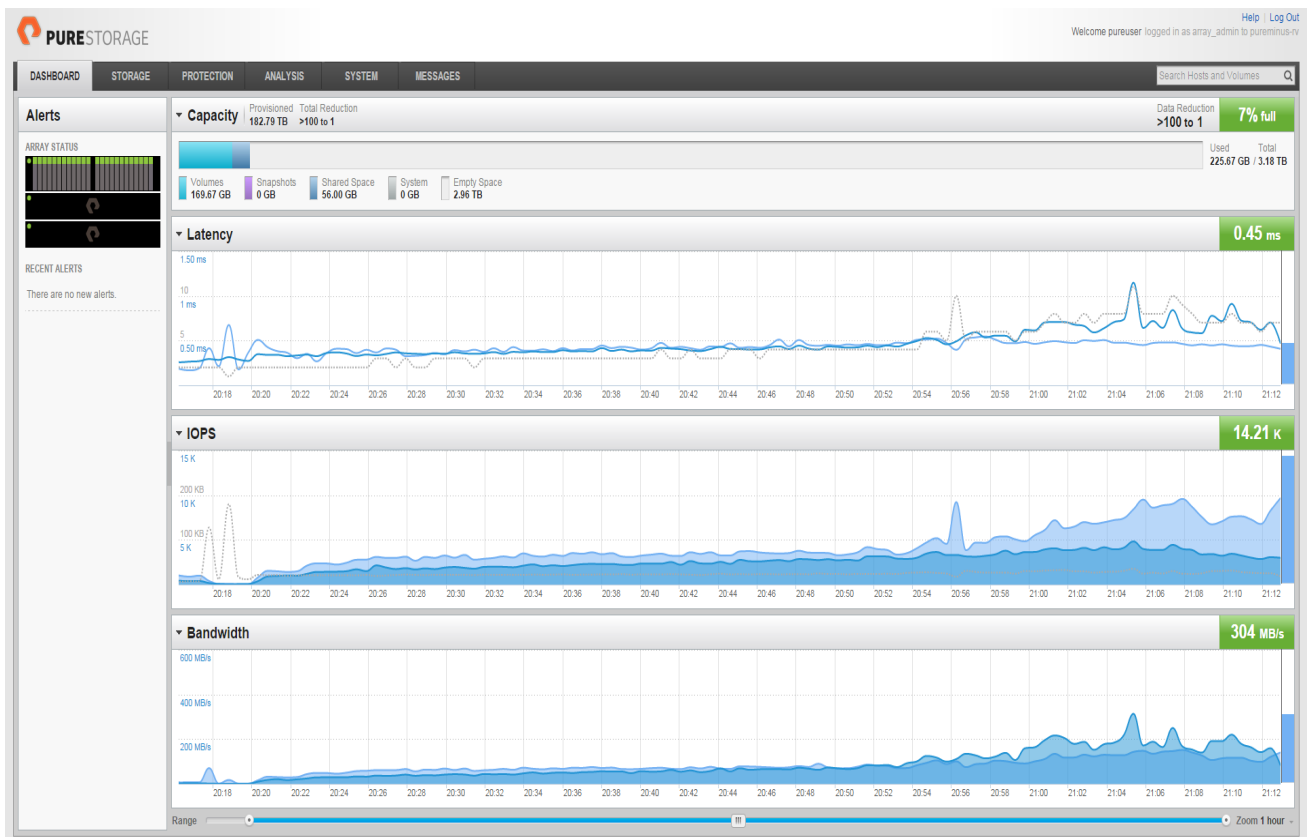 Help | Log Out
PURESTORAGE
Welcome pureuser logged in as array_admin to pureminus-rv
DASHBOARD STORAGE PROTECTION ANALYSIS SYSTEM MESSAGES
Search Hosts and Volumes
Alerts
ARRAY STATUS
RECENT ALERTS
There are no new alerts.
Capacity
Provisioned Total Reduction
182.79 TB >100 to 1
Data Reduction
>100 to 1
7% full
Used Total
225.67 GB / 3.18 TB
Volumes Snapshots Shared Space System Empty Space
169.67 GB 0 GB 56.00 GB 0 GB 2.96 TB
Latency
0.45 ms
1.50 ms
10
1 ms
5
0.50 ms
20:18 20:20 20:22 20:24 20:26 20:28 20:30 20:32 20:34 20:36 20:38 20:40 20:42 20:44 20:46 20:48 20:50 20:52 20:54 20:56 20:58 21:00 21:02 21:04 21:06 21:08 21:10 21:12
IOPS
14.21 K
15 K
200 KB
10 K
100 KB
5 K
20:18 20:20 20:22 20:24 20:26 20:28 20:30 20:32 20:34 20:36 20:38 20:40 20:42 20:44 20:46 20:48 20:50 20:52 20:54 20:56 20:58 21:00 21:02 21:04 21:06 21:08 21:10 21:12
Bandwidth
304 MB/s
600 MB/s
400 MB/s
200 MB/s
20:18 20:20 20:22 20:24 20:26 20:28 20:30 20:32 20:34 20:36 20:38 20:40 20:42 20:44 20:46 20:48 20:50 20:52 20:54 20:56 20:58 21:00 21:02 21:04 21:06 21:08 21:10 21:12
Range
Zoom 1 hour